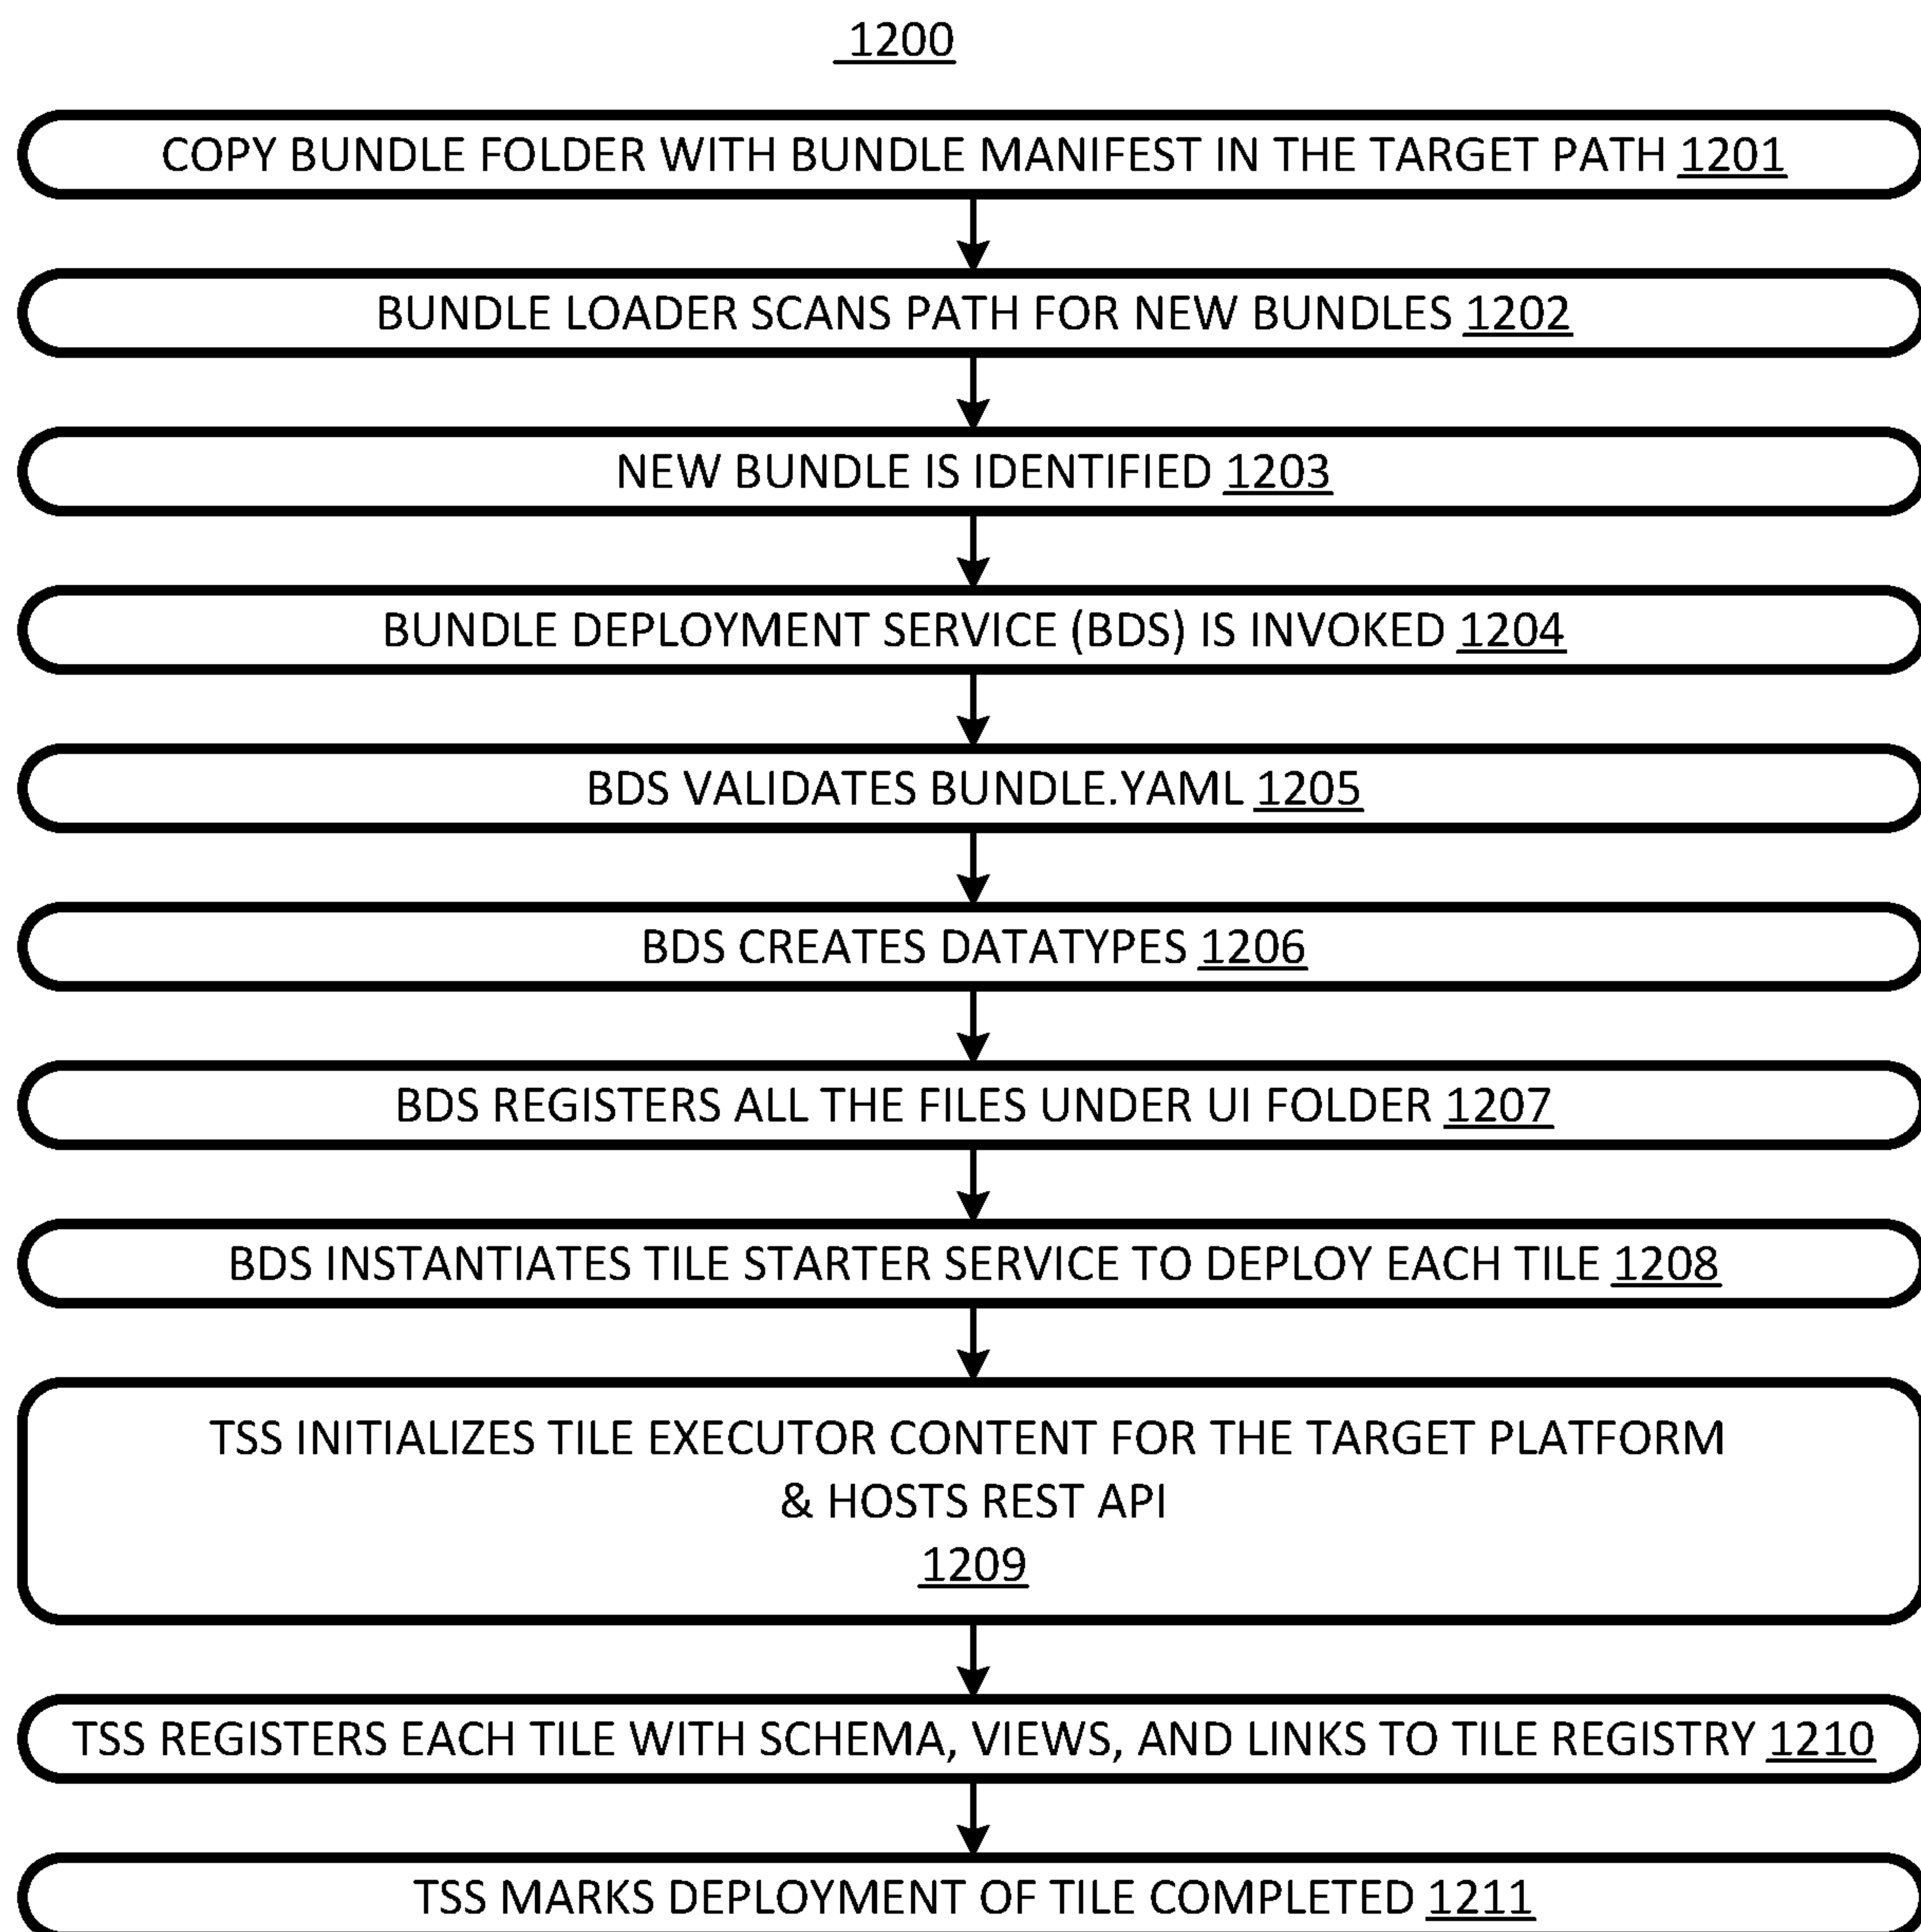 1200
COPY BUNDLE FOLDER WITH BUNDLE MANIFEST IN THE TARGET PATH 1201
BUNDLE LOADER SCANS PATH FOR NEW BUNDLES 1202
NEW BUNDLE IS IDENTIFIED 1203
BUNDLE DEPLOYMENT SERVICE (BDS) IS INVOKED 1204
BDS VALIDATES BUNDLE.YAML 1205
BDS CREATES DATATYPES 1206
BDS REGISTERS ALL THE FILES UNDER UI FOLDER 1207
BDS INSTANTIATES TILE STARTER SERVICE TO DEPLOY EACH TILE 1208
TSS INITIALIZES TILE EXECUTOR CONTENT FOR THE TARGET PLATFORM
& HOSTS REST API
1209
TSS REGISTERS EACH TILE WITH SCHEMA, VIEWS, AND LINKS TO TILE REGISTRY 1210
TSS MARKS DEPLOYMENT OF TILE COMPLETED 1211